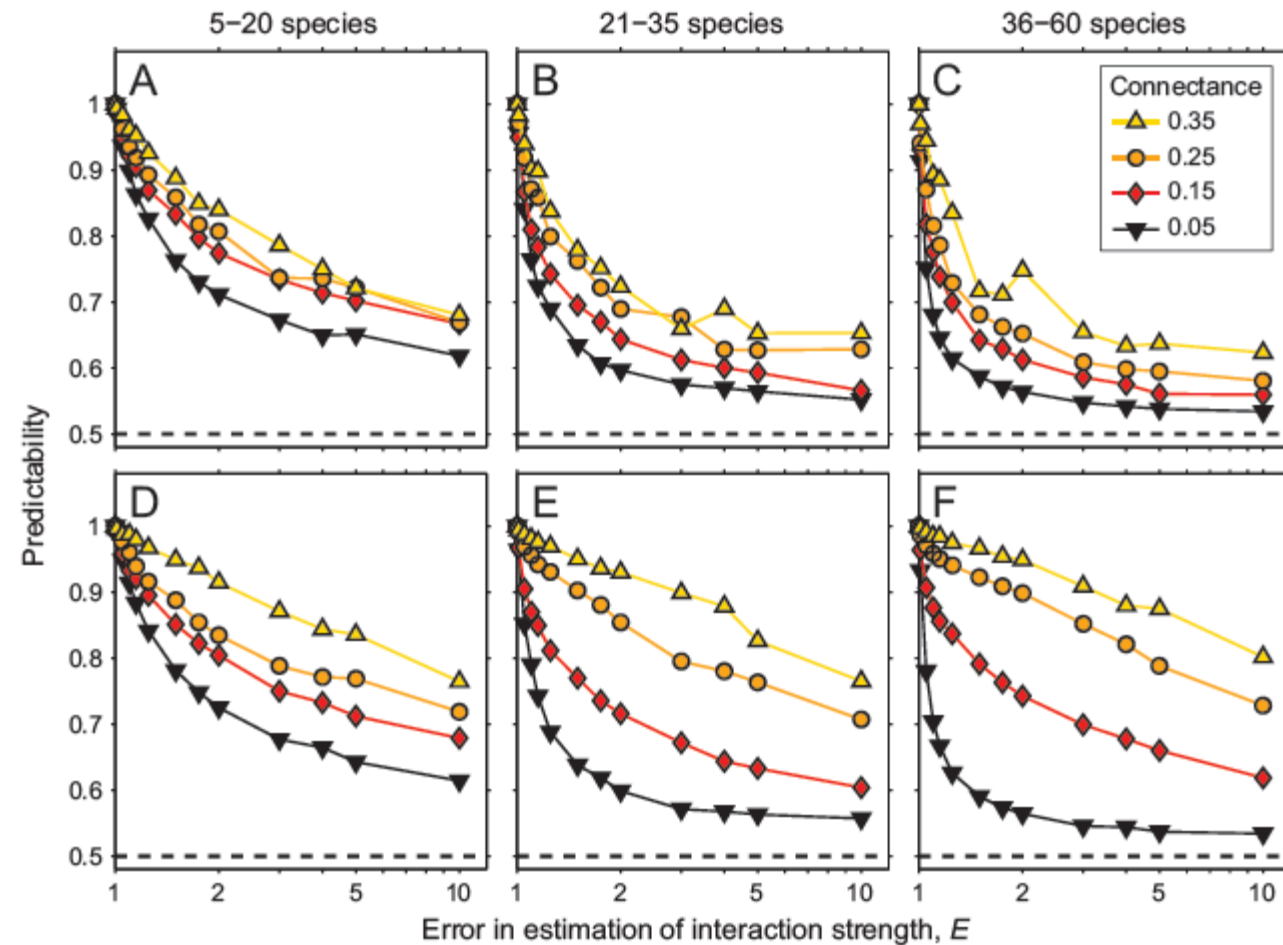 5−20 species
21−35 species
36−60 species
A
B
C
Connectance
0.35
0.25
0.15
0.05
1
0.9
0.8
0.7
0.6
0.5
Predictability
D
E
F
1
0.9
0.8
0.7
0.6
0.5
1 2 5 10
1 2 5 10
1 2 5 10
Error in estimation of interaction strength, E